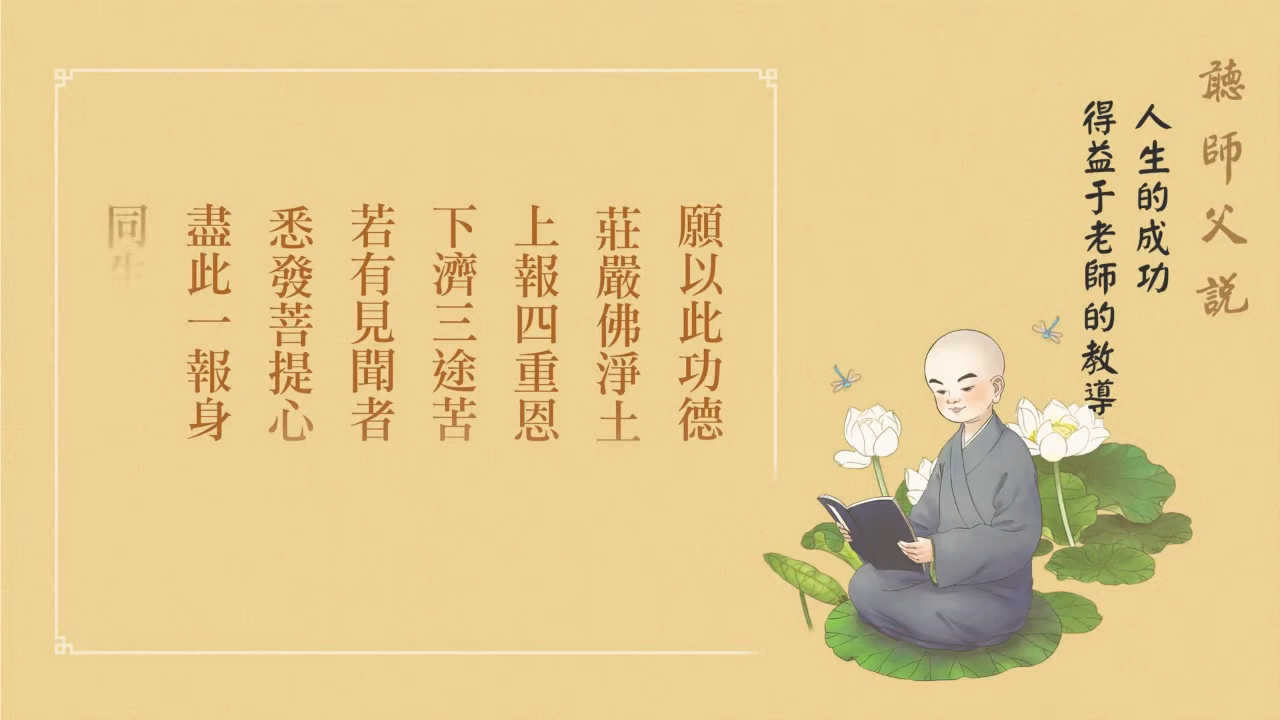 聽師父説
人生的成功
得益于老師的教導
願以此功德
莊嚴佛淨土
上報四重恩
下濟三途苦
若有見聞者
悉發菩提心
盡此一報身
同生